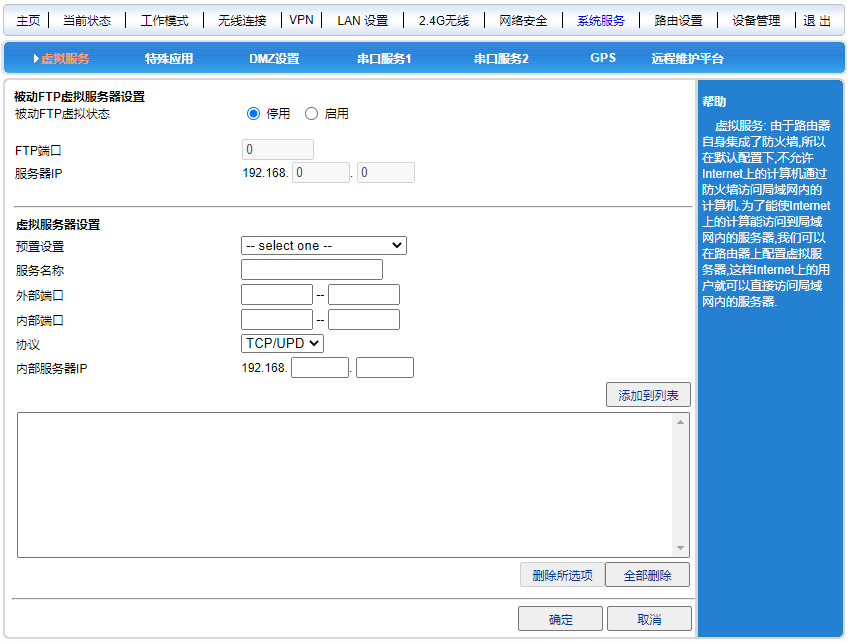 主页 当前状态 工作模式 无线连接 VPN LAN 设置 2.4G无线 网络安全 系统服务 路由设置 设备管理 退 出
虚拟服务 特殊应用 DMZ设置 串口服务1 串口服务2 GPS 远程维护平台
被动FTP虚拟服务器设置
被动FTP虚拟状态 停用 启用
FTP端口 0
服务器IP 192.168. 0 . 0
虚拟服务器设置
预置设置 -- select one --
服务名称
外部端口 --
内部端口 --
协议 TCP/UPD
内部服务器IP 192.168. .
添加到列表
删除所选项 全部删除
确定 取消
帮助
虚拟服务: 由于路由器
自身集成了防火墙,所以
在默认配置下,不允许
Internet上的计算机通过
防火墙访问局域网内的
计算机.为了能使Internet
上的计算能访问到局域
网内的服务器,我们可以
在路由器上配置虚拟服
务器,这样Internet上的用
户就可以直接访问局域
网内的服务器.